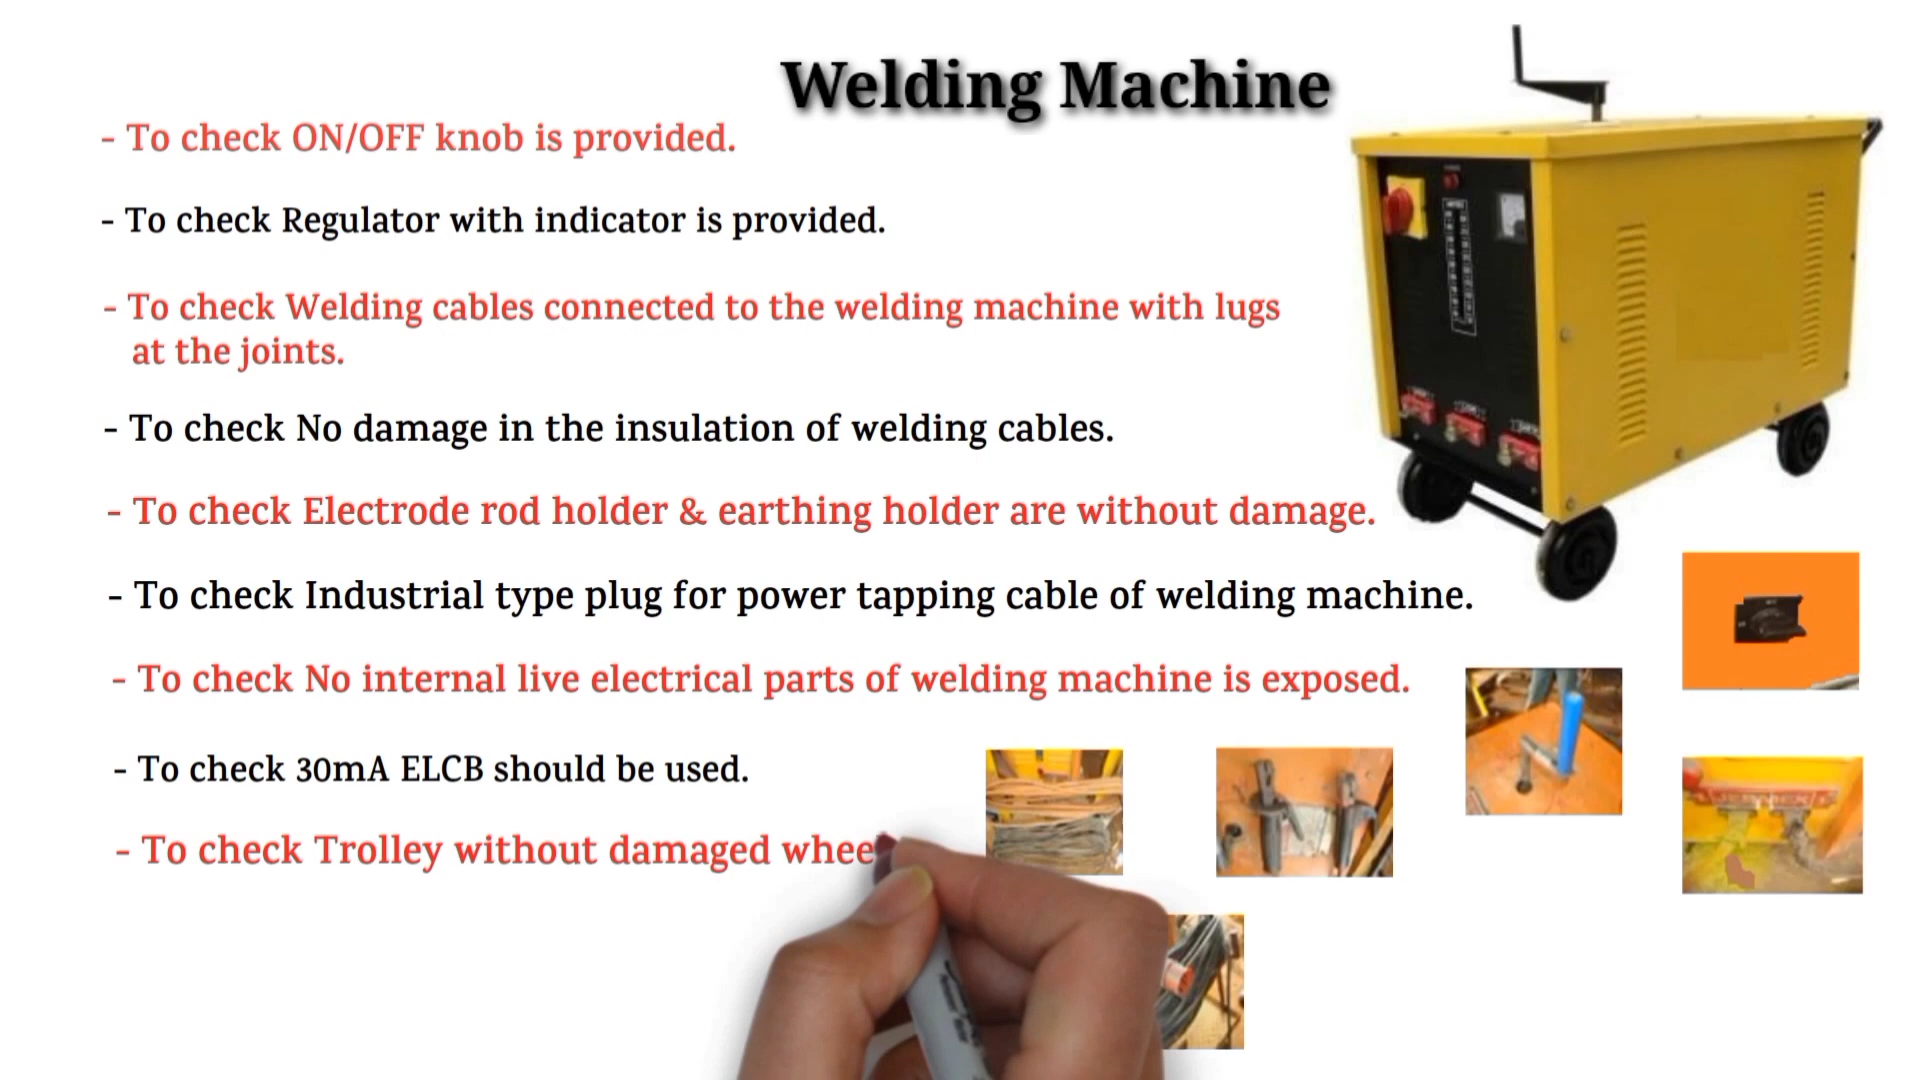 Welding Machine
- To check ON/OFF knob is provided.
- To check Regulator with indicator is provided.
- To check Welding cables connected to the welding machine with lugs
at the joints.
- To check No damage in the insulation of welding cables.
- To check Electrode rod holder & earthing holder are without damage.
- To check Industrial type plug for power tapping cable of welding machine.
- To check No internal live electrical parts of welding machine is exposed.
- To check 30mA ELCB should be used.
- To check Trolley without damaged whee